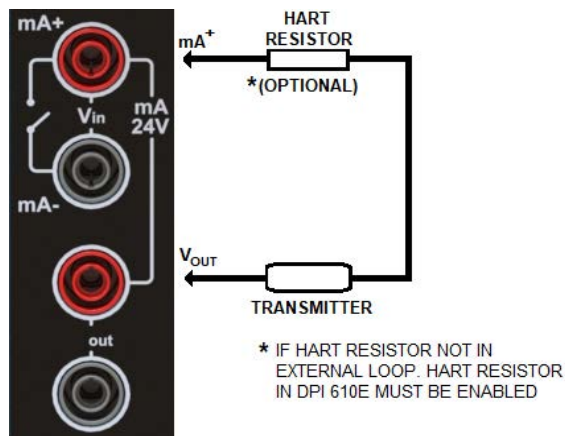 mA+
Vin
mA
24V
mA-
out
mA+
HART
RESISTOR
*(OPTIONAL)
VOUT
TRANSMITTER
* IF HART RESISTOR NOT IN
EXTERNAL LOOP. HART RESISTOR
IN DPI 610E MUST BE ENABLED